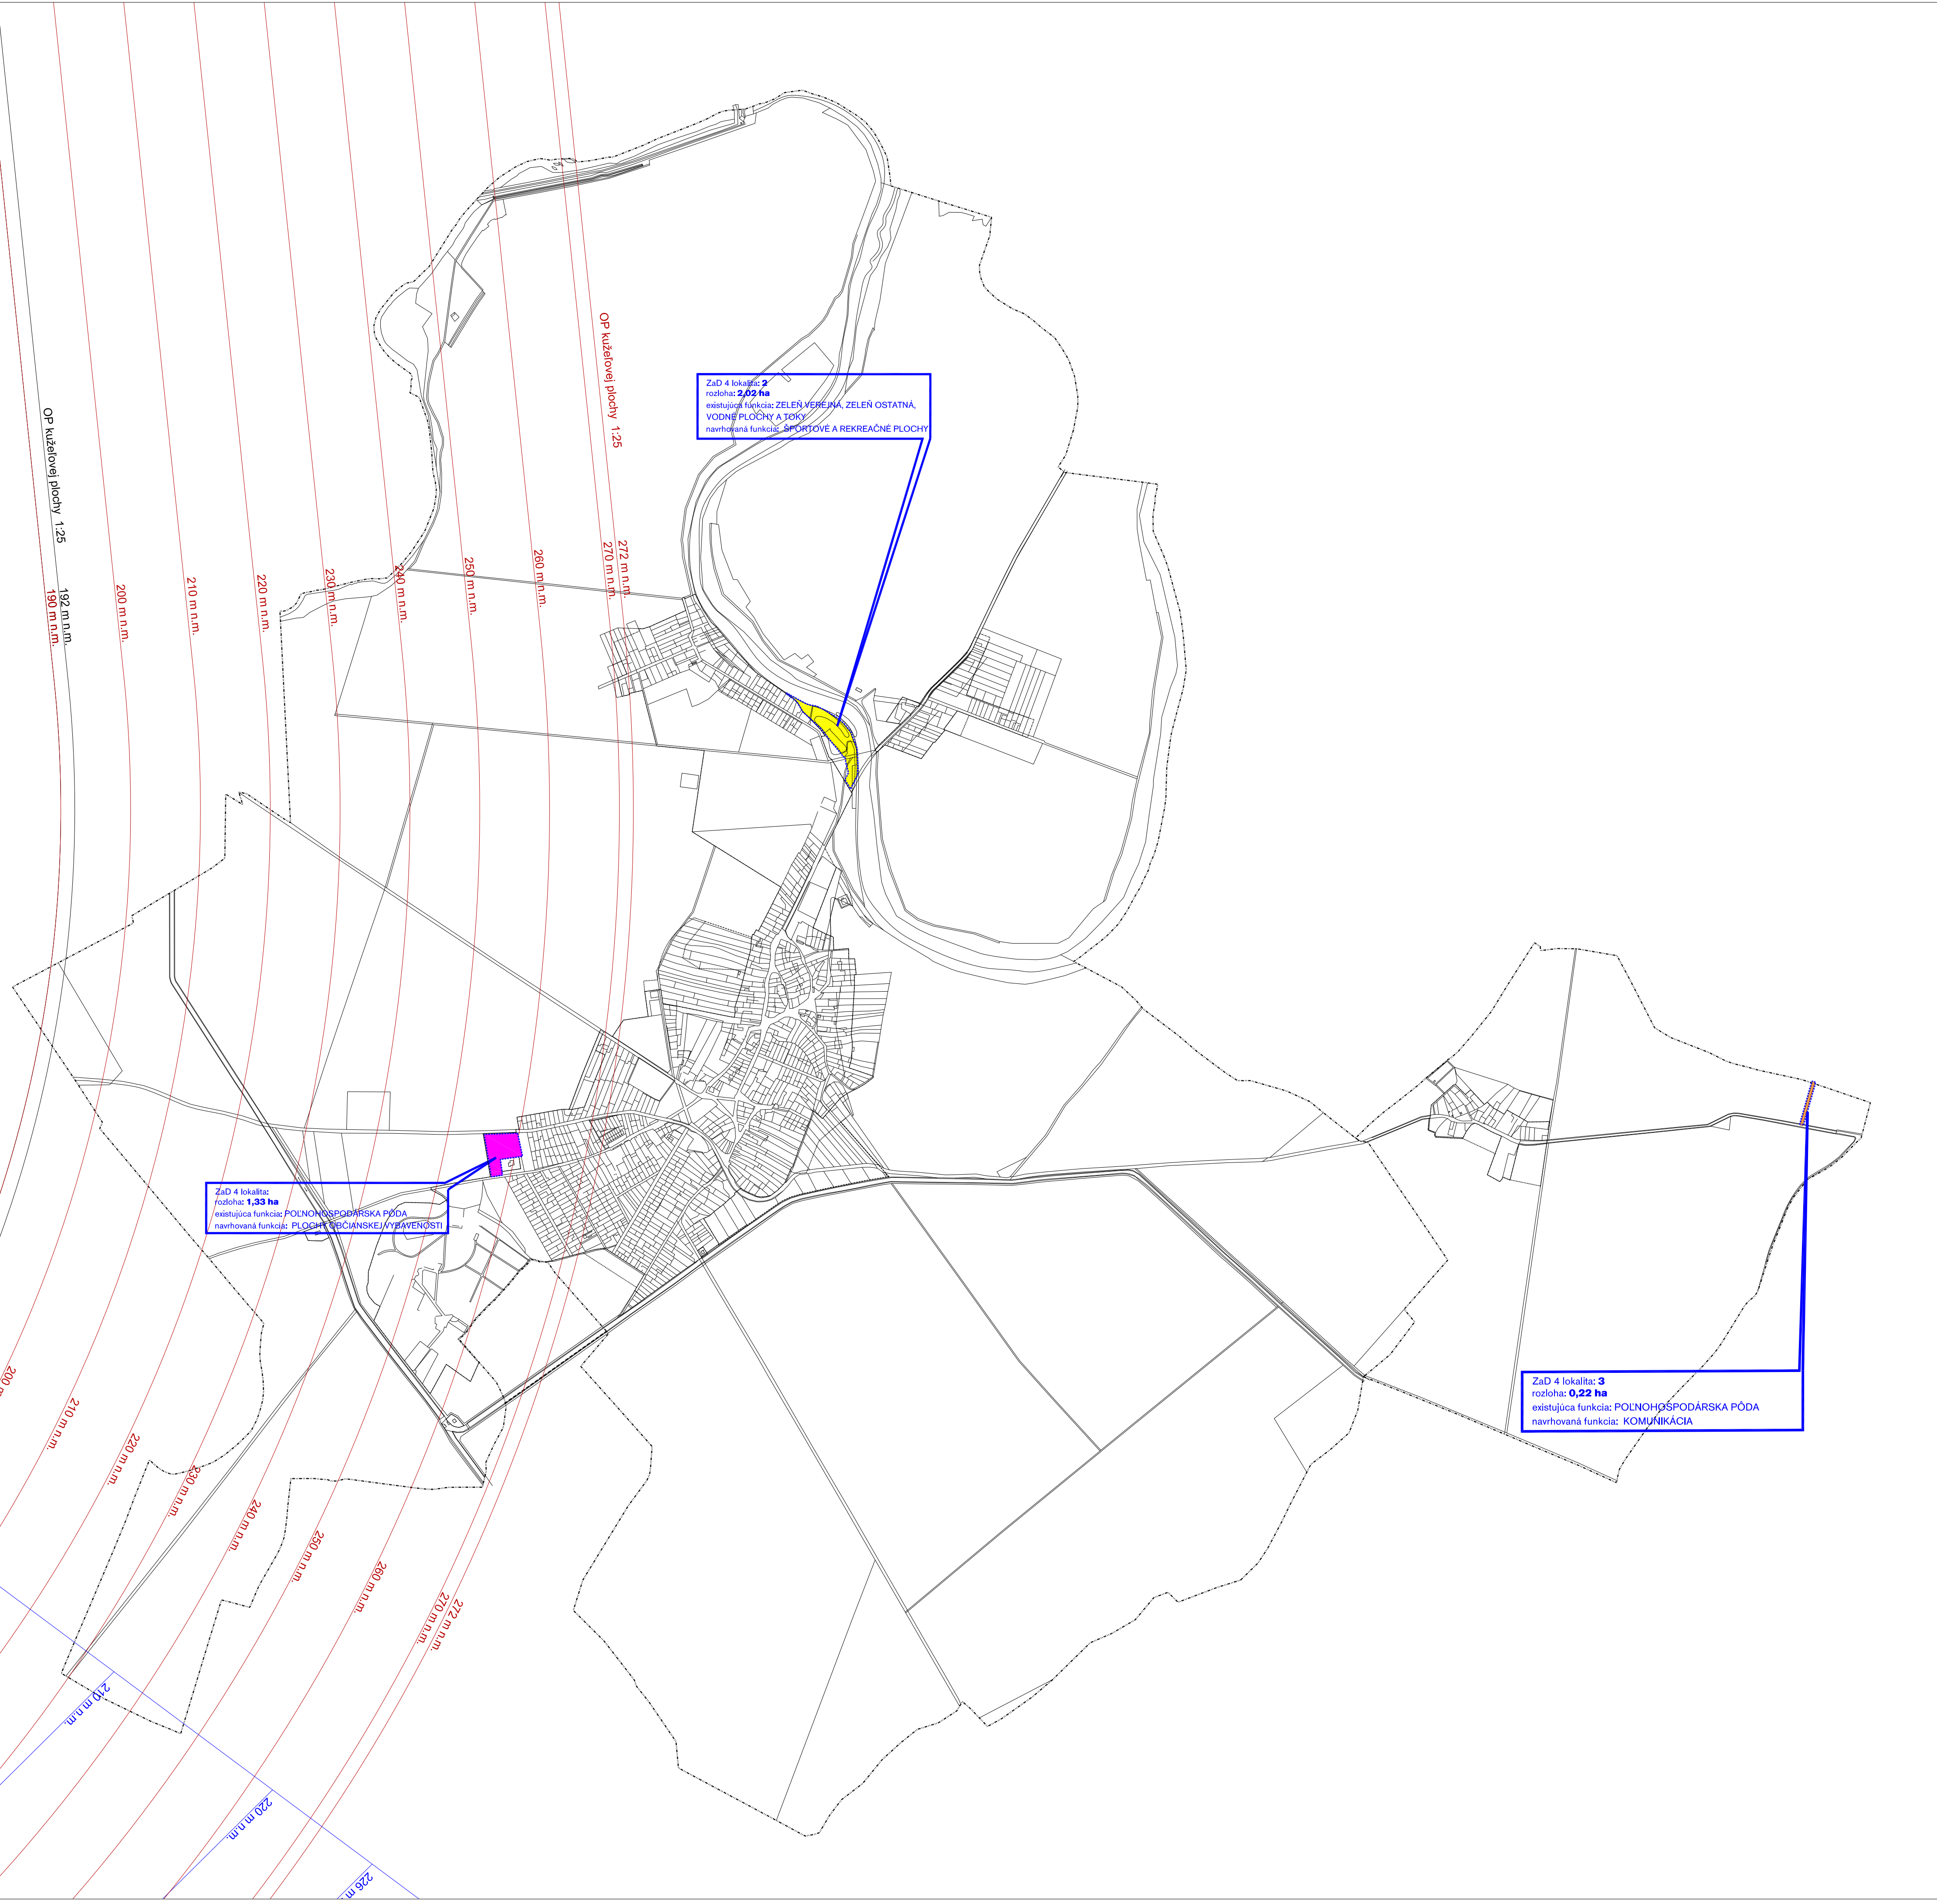 OP kužeľovej plochy 1:25
ZaD 4 lokalita: 2
rozloha: 2,02 ha
existujúca funkcia: ZELEŇ VEREJNÁ, ZELEŇ OSTATNÁ,
VODNÉ PLOCHY A TOKY
navrhovaná funkcia: ŠPORTOVÉ A REKREAČNÉ PLOCHY
OP kužeľovej plochy 1:25
190 m n.m.
192 m n.m.
200 m n.m.
210 m n.m.
220 m n.m.
230 m n.m.
240 m n.m.
250 m n.m.
260 m n.m.
270 m n.m.
272 m n.m.
ZaD 4 lokalita:
rozloha: 1,33 ha
existujúca funkcia: POĽNOHOSPODÁRSKA PÔDA
navrhovaná funkcia: PLOCHY OBČIANSKEJ VYBAVENOSTI
ZaD 4 lokalita: 3
rozloha: 0,22 ha
existujúca funkcia: POĽNOHOSPODÁRSKA PÔDA
navrhovaná funkcia: KOMUNIKÁCIA
200 m
210 m n.m.
220 m n.m.
230 m n.m.
240 m n.m.
250 m n.m.
260 m n.m.
270 m n.m.
272 m n.m.
210 m n.m.
220 m n.m.
226 m